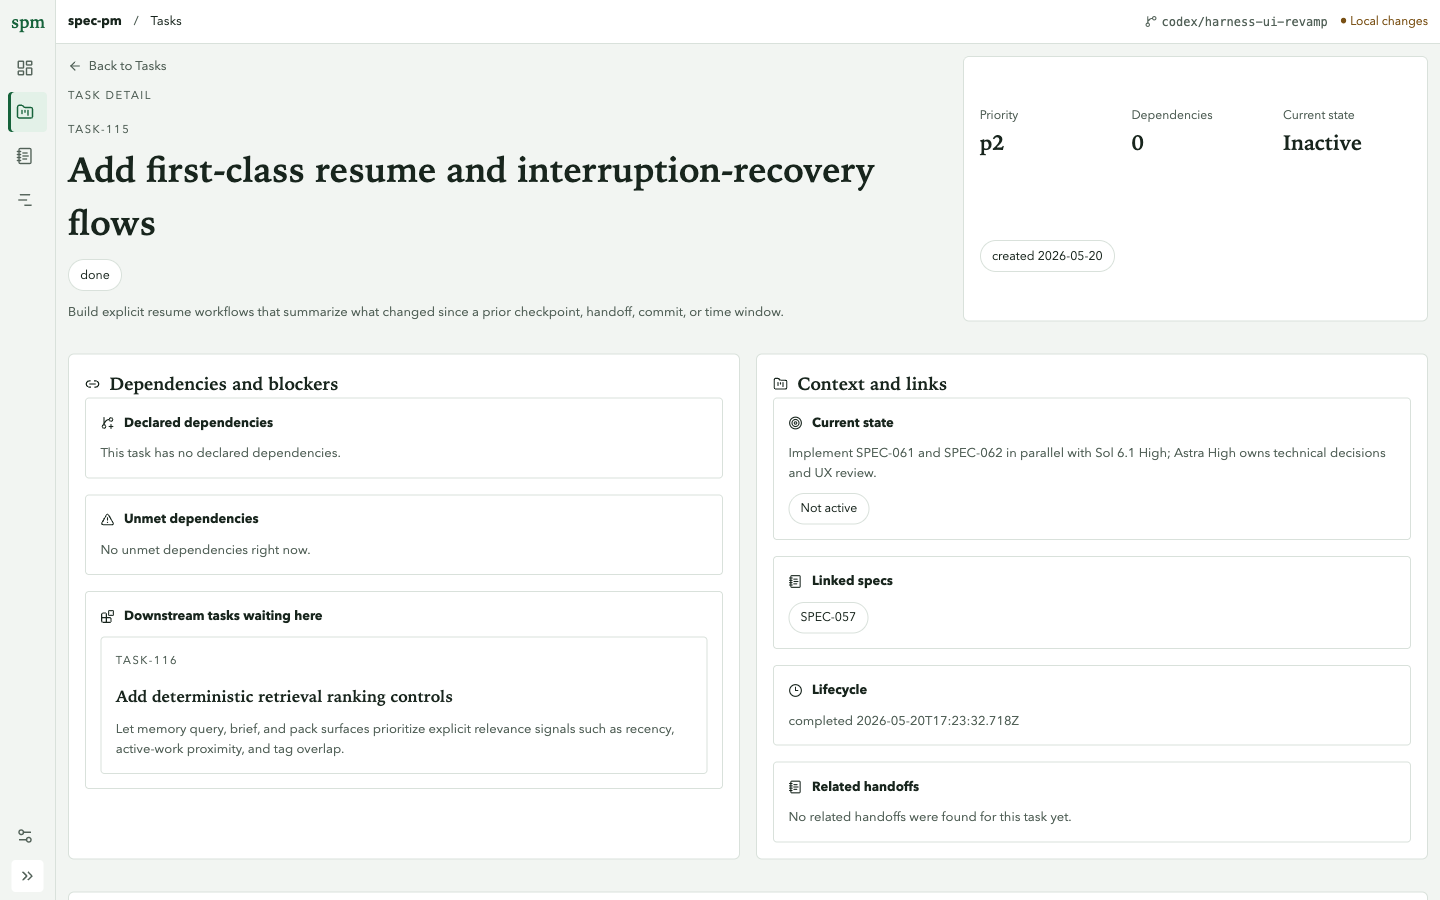 spm
spec-pm / Tasks
codex/harness-ui-revamp
Local changes
Back to Tasks
TASK DETAIL
TASK-115
Add first-class resume and interruption-recovery
flows
done
Build explicit resume workflows that summarize what changed since a prior checkpoint, handoff, commit, or time window.
Priority
p2
Dependencies
0
Current state
Inactive
created 2026-05-20
Dependencies and blockers
Declared dependencies
This task has no declared dependencies.
Unmet dependencies
No unmet dependencies right now.
Downstream tasks waiting here
TASK-116
Add deterministic retrieval ranking controls
Let memory query, brief, and pack surfaces prioritize explicit relevance signals such as recency,
active-work proximity, and tag overlap.
Context and links
Current state
Implement SPEC-061 and SPEC-062 in parallel with Sol 6.1 High; Astra High owns technical decisions
and UX review.
Not active
Linked specs
SPEC-057
Lifecycle
completed 2026-05-20T17:23:32.718Z
Related handoffs
No related handoffs were found for this task yet.